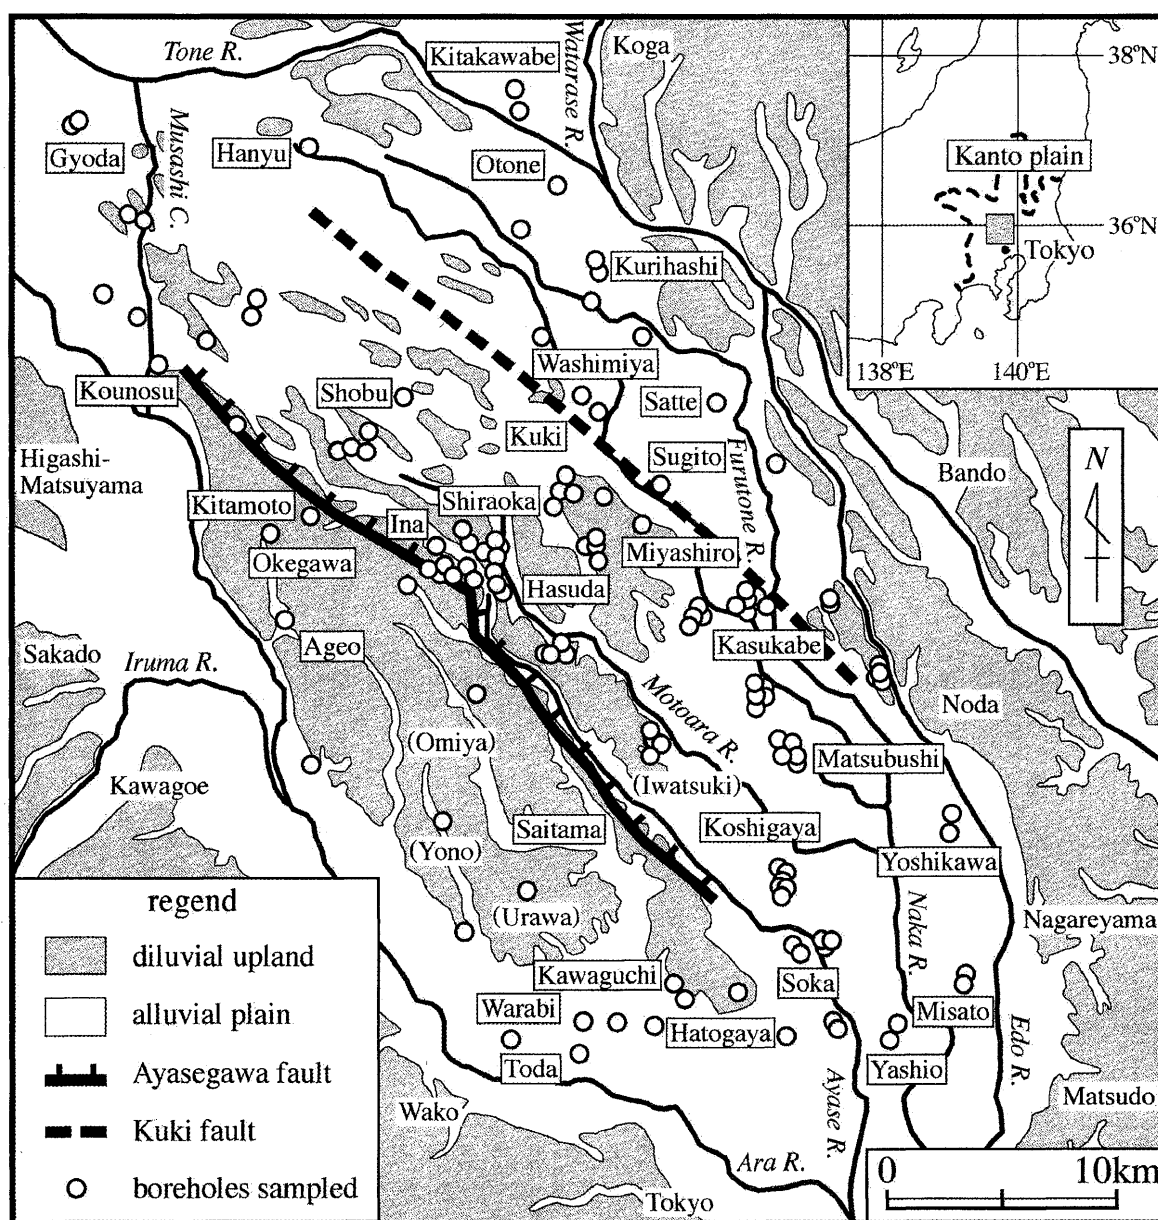 Tone R.
Kitakawabe
Watarase R.
Koga
38°N
Gyoda
Musashi C.
Hanyu
Otone
Kanto plain
36°N
Tokyo
Kurihashi
138°E
140°E
Kounosu
Shobu
Washimiya
Satte
Kuki
Sugito
Furutone R.
Bando
N
Higashi-
Matsuyama
Kitamoto
Shiraoka
Ina
Okegawa
Miyashiro
Hasuda
Ageo
Kasukabe
Sakado
Iruma R.
Motoara R.
Noda
(Omiya)
(Iwatsuki)
Matsubushi
Kawagoe
Saitama
Koshigaya
(Yono)
Yoshikawa
(Urawa)
Naka R.
Nagareyama
Kawaguchi
Soka
Warabi
Hatogaya
Misato
Edo R.
Toda
Yashio
Ayase R.
Wako
Matsudo
Ara R.
Tokyo
regend
diluvial upland
alluvial plain
Ayasegawa fault
Kuki fault
boreholes sampled
0
10km